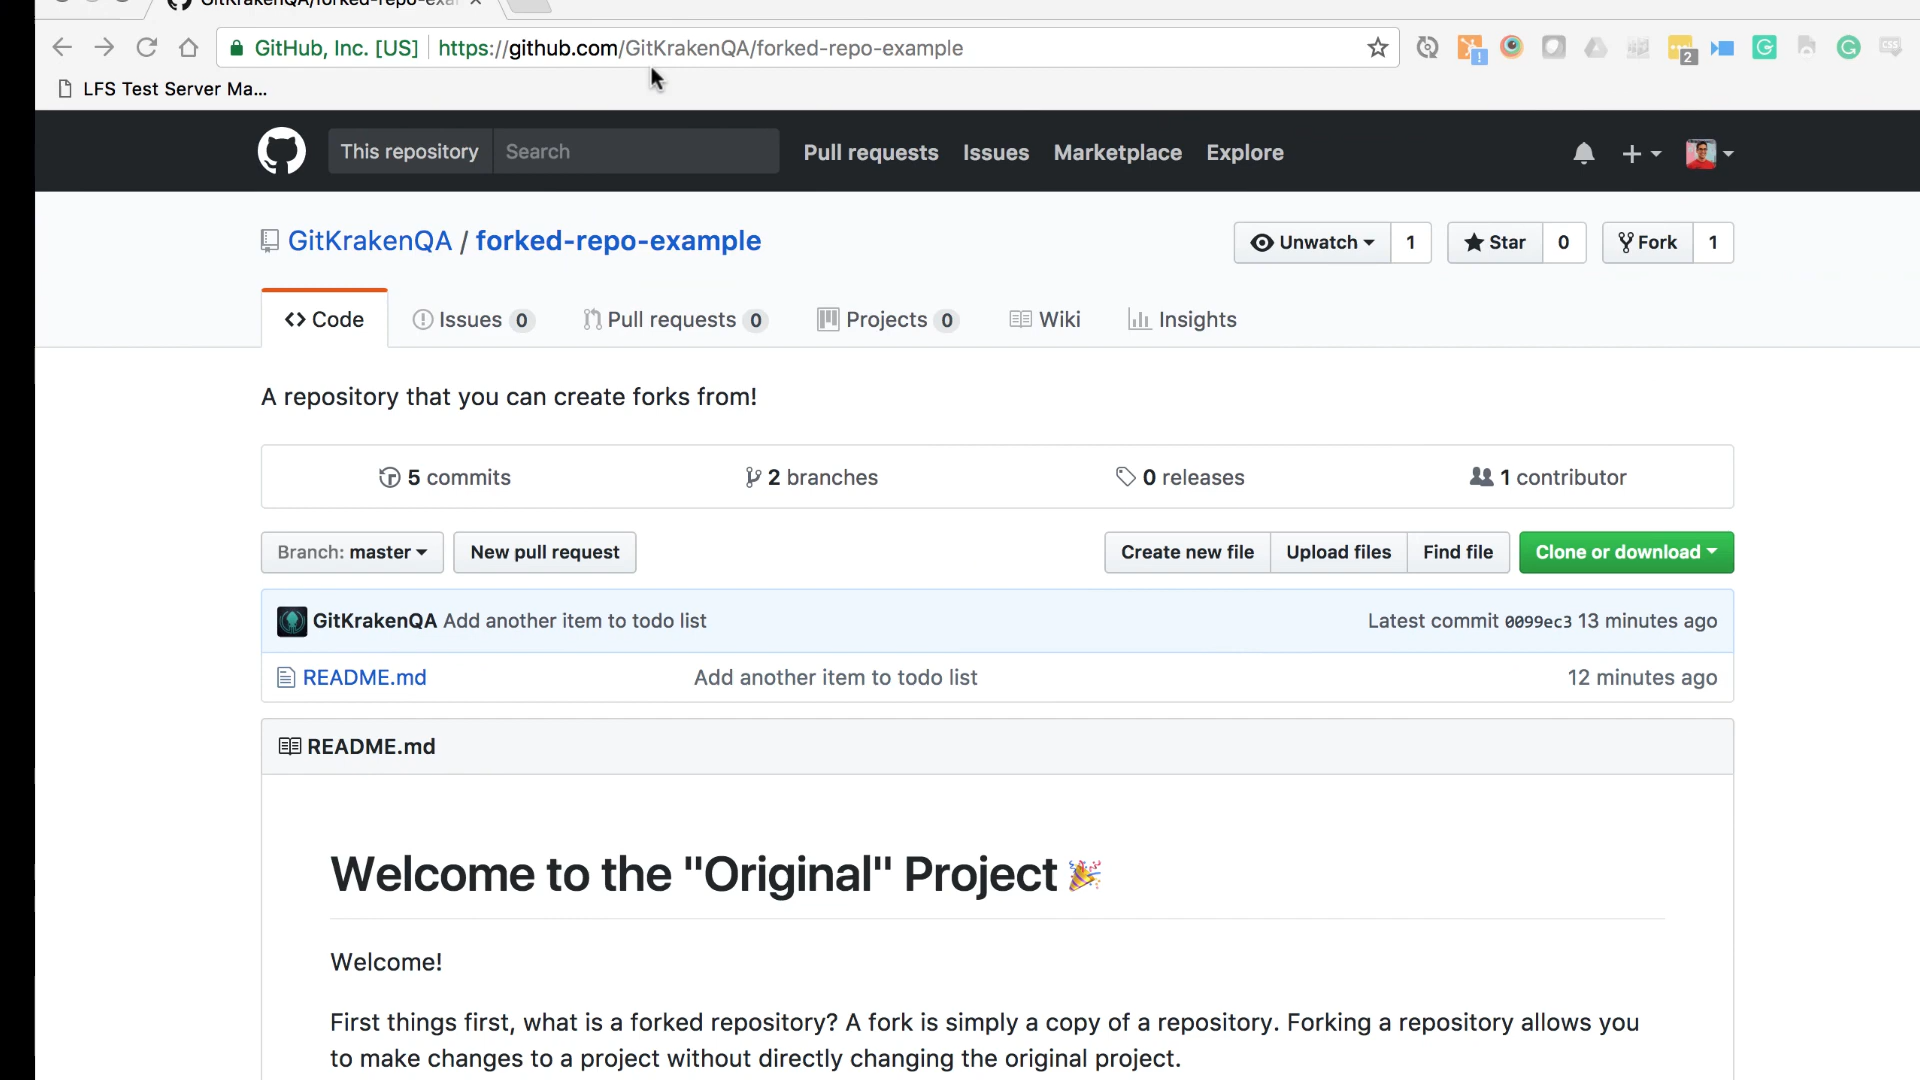 GitKrakenQA/forked-repo-exa
GitHub, Inc. [US] https://github.com/GitKrakenQA/forked-repo-example
! 2 G G CSS
LFS Test Server Ma...
This repository Search Pull requests Issues Marketplace Explore
GitKrakenQA / forked-repo-example Unwatch 1 Star 0 Fork 1
Code Issues 0 Pull requests 0 Projects 0 Wiki Insights
A repository that you can create forks from!
5 commits 2 branches 0 releases 1 contributor
Branch: master New pull request Create new file Upload files Find file Clone or download
GitKrakenQA Add another item to todo list Latest commit 0099ec3 13 minutes ago
README.md Add another item to todo list 12 minutes ago
README.md
Welcome to the "Original" Project 🎉
Welcome!
First things first, what is a forked repository? A fork is simply a copy of a repository. Forking a repository allows you
to make changes to a project without directly changing the original project.